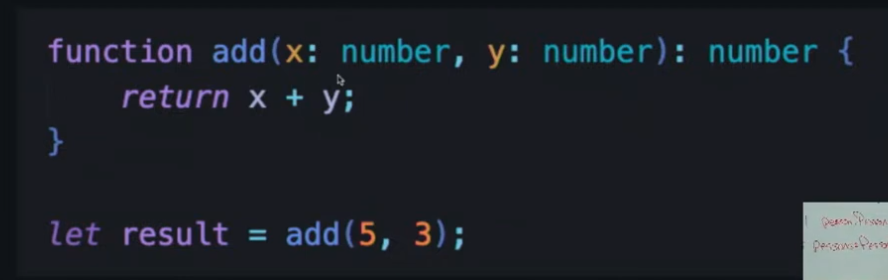 function add(x: number, y: number): number {
    return x + y;
}
let result = add(5, 3);